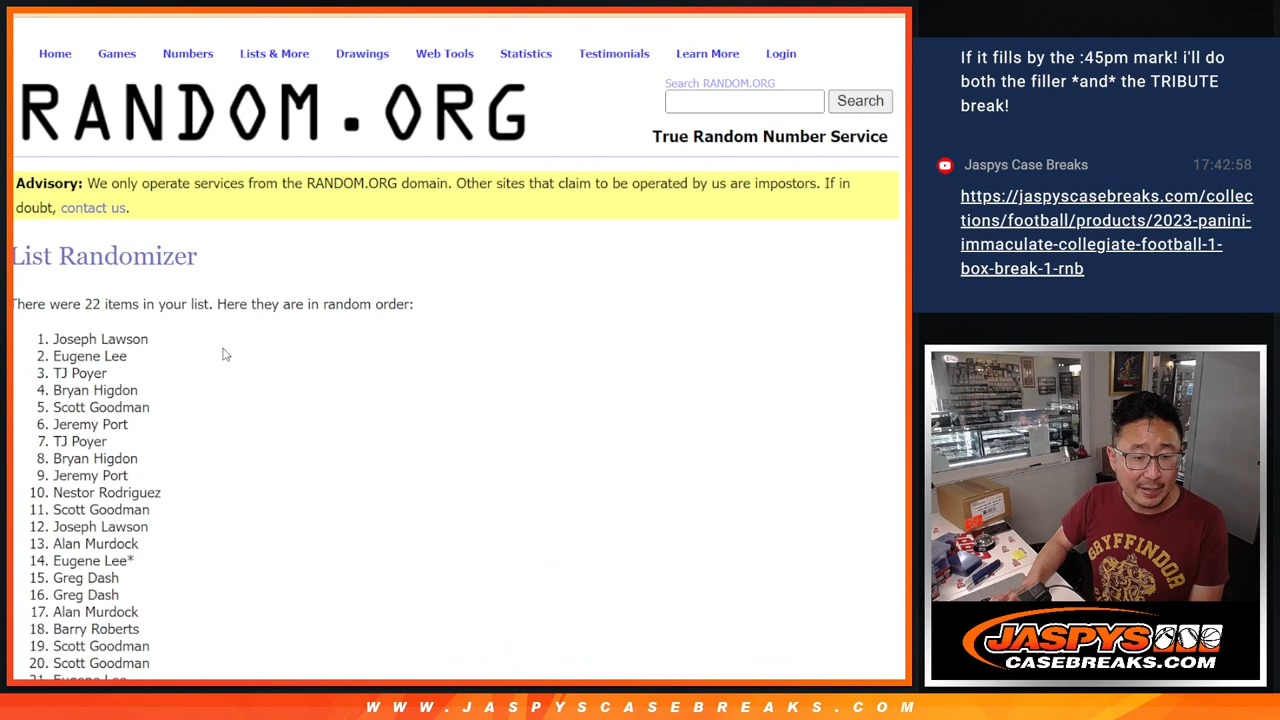 Home Games Numbers Lists & More Drawings Web Tools Statistics Testimonials Learn More Login
RANDOM.ORG
Search RANDOM.ORG
Search
True Random Number Service
Advisory: We only operate services from the RANDOM.ORG domain. Other sites that claim to be operated by us are impostors. If in
doubt, contact us.
List Randomizer
There were 22 items in your list. Here they are in random order:
1. Joseph Lawson
2. Eugene Lee
3. TJ Poyer
4. Bryan Higdon
5. Scott Goodman
6. Jeremy Port
7. TJ Poyer
8. Bryan Higdon
9. Jeremy Port
10. Nestor Rodriguez
11. Scott Goodman
12. Joseph Lawson
13. Alan Murdock
14. Eugene Lee*
15. Greg Dash
16. Greg Dash
17. Alan Murdock
18. Barry Roberts
19. Scott Goodman
20. Scott Goodman
21. Eugene Lee
If it fills by the :45pm mark! i'll do
both the filler *and* the TRIBUTE
break!
Jaspys Case Breaks 17:42:58
https://jaspyscasebreaks.com/collec
tions/football/products/2023-panini-
immaculate-collegiate-football-1-
box-break-1-rnb
GRYFFINDOR
JASPYS
CASEBREAKS.COM
WWW.JASPYSCASEBREAKS.COM